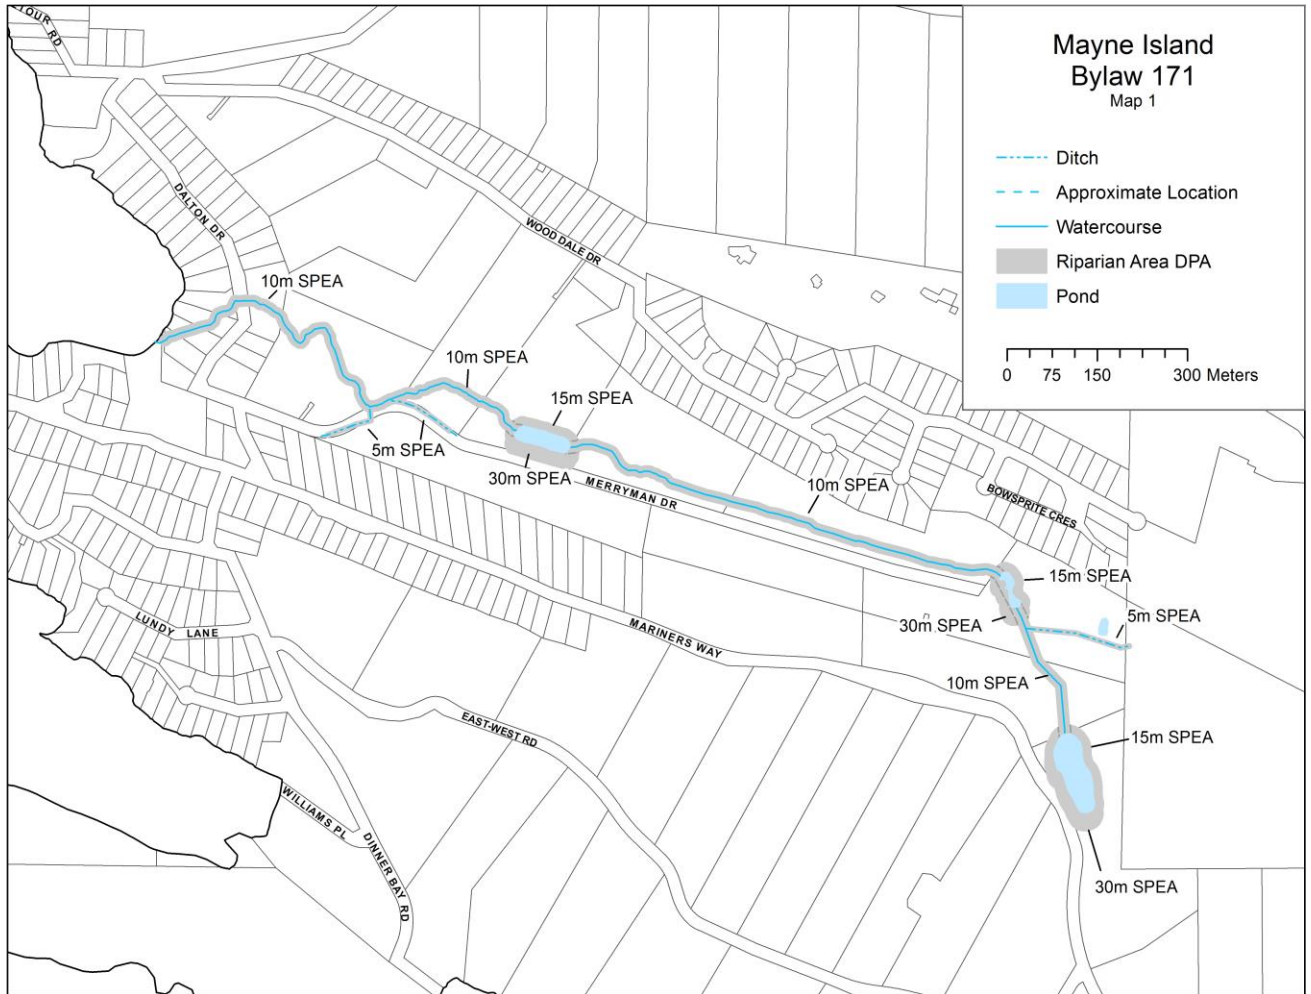 TOUR RD
Mayne Island
Bylaw 171
Map 1
Ditch
Approximate Location
Watercourse
Riparian Area DPA
Pond
0 75 150 300 Meters
DALTON DR
WOOD DALE DR
10m SPEA
10m SPEA
15m SPEA
5m SPEA
30m SPEA
MERRYMAN DR
10m SPEA
BOWSPRITE CRES
15m SPEA
30m SPEA
5m SPEA
LUNDY LANE
MARINERS WAY
10m SPEA
EAST-WEST RD
15m SPEA
WILLIAMS PL
DINNER BAY RD
30m SPEA